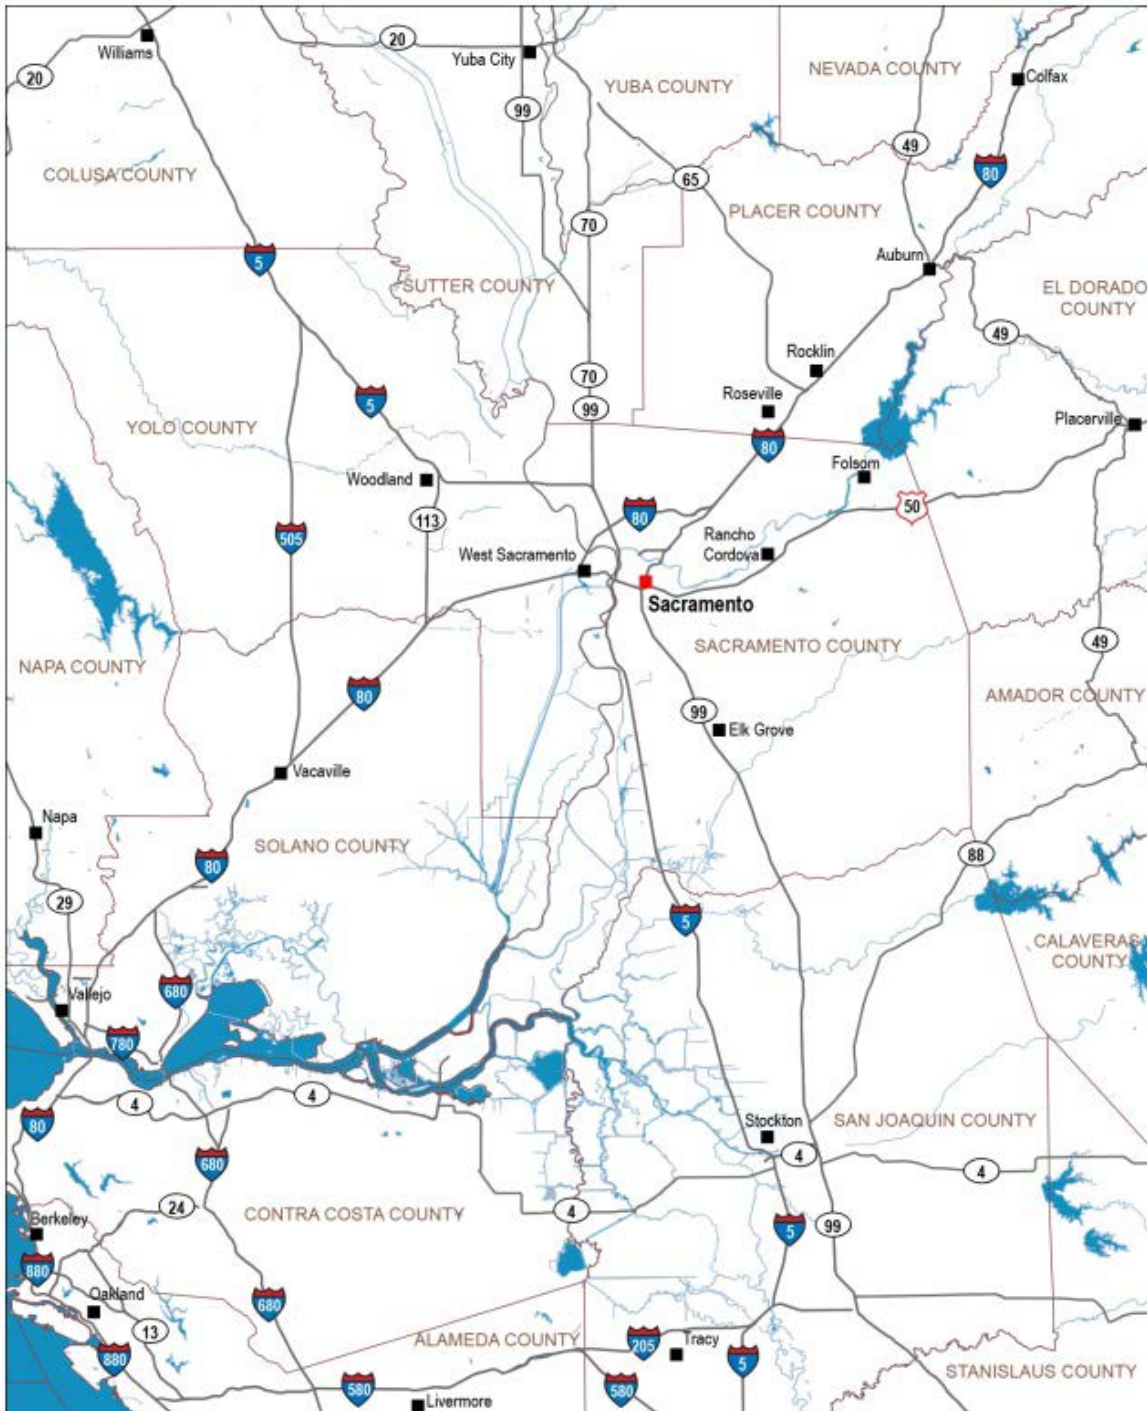 20
Williams
20
Yuba City
99
YUBA COUNTY
NEVADA COUNTY
Colfax
49
80
COLUSA COUNTY
65
PLACER COUNTY
70
5
Auburn
SUTTER COUNTY
EL DORADO
COUNTY
49
Rocklin
70
99
5
Roseville
80
Placerville
YOLO COUNTY
Folsom
Woodland
113
80
50
505
Rancho
Cordova
West Sacramento
Sacramento
SACRAMENTO COUNTY
49
NAPA COUNTY
80
AMADOR COUNTY
99
Elk Grove
Vacaville
Napa
SOLANO COUNTY
80
88
29
5
CALAVERAS
COUNTY
680
Vallejo
780
4
4
80
Stockton
SAN JOAQUIN COUNTY
4
680
4
24
CONTRA COSTA COUNTY
4
5
99
Berkeley
880
Oakland
680
13
ALAMEDA COUNTY
205
Tracy
880
5
STANISLAUS COUNTY
580
580
Livermore